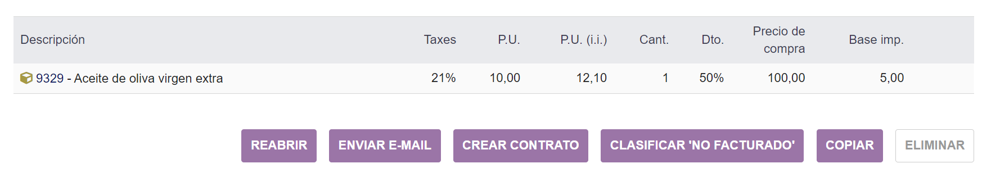 Descripción Taxes P.U. P.U. (i.i.) Cant. Dto. Precio de compra Base imp.
9329 - Aceite de oliva virgen extra 21% 10,00 12,10 1 50% 100,00 5,00
REABRIR ENVIAR E-MAIL CREAR CONTRATO CLASIFICAR 'NO FACTURADO' COPIAR ELIMINAR